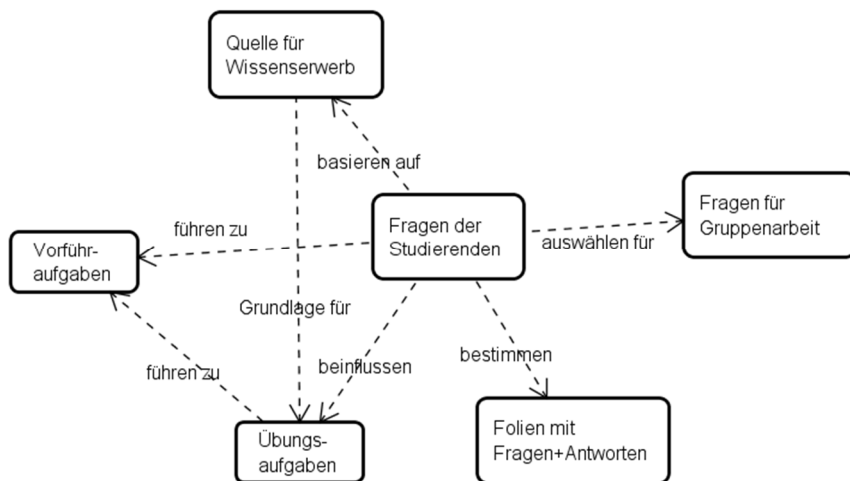 Quelle für
Wissenserwerb
basieren auf
Fragen der
Studierenden
Fragen für
Gruppenarbeit
führen zu
auswählen für
Vorführ-
aufgaben
Grundlage für
führen zu
beinflussen
bestimmen
Übungs-
aufgaben
Folien mit
Fragen+Antworten